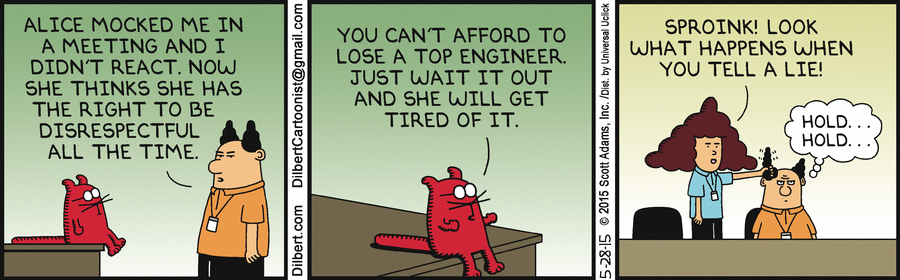 ALICE MOCKED ME IN
A MEETING AND I
DIDN'T REACT. NOW
SHE THINKS SHE HAS
THE RIGHT TO BE
DISRESPECTFUL
ALL THE TIME.
Dilbert.com DilbertCartoonist@gmail.com
YOU CAN'T AFFORD TO
LOSE A TOP ENGINEER.
JUST WAIT IT OUT
AND SHE WILL GET
TIRED OF IT.
5-28-15 © 2015 Scott Adams, Inc. /Dist. by Universal Uclick
SPROINK! LOOK
WHAT HAPPENS WHEN
YOU TELL A LIE!
HOLD...
HOLD...